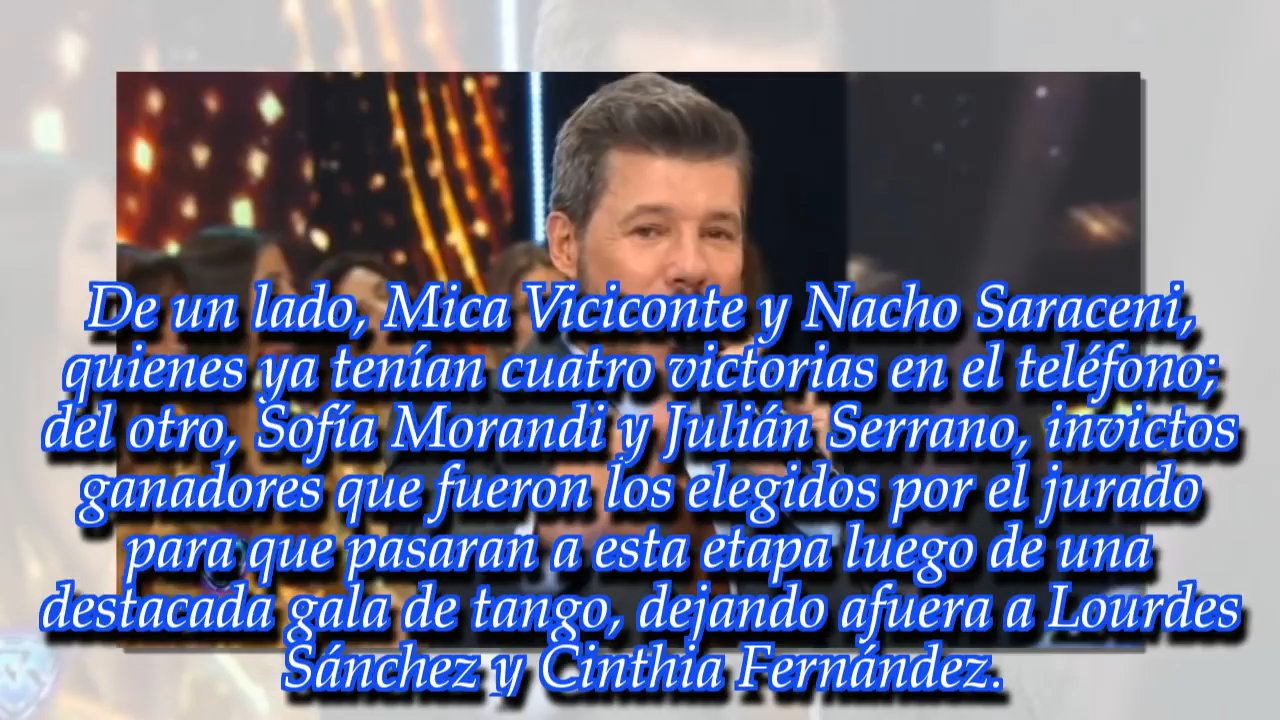 De un lado, Mica Viciconte y Nacho Saraceni,
quienes ya tenían cuatro victorias en el teléfono;
del otro, Sofía Morandi y Julián Serrano, invictos
ganadores que fueron los elegidos por el jurado
para que pasaran a esta etapa luego de una
destacada gala de tango, dejando afuera a Lourdes
Sánchez y Cinthia Fernández.